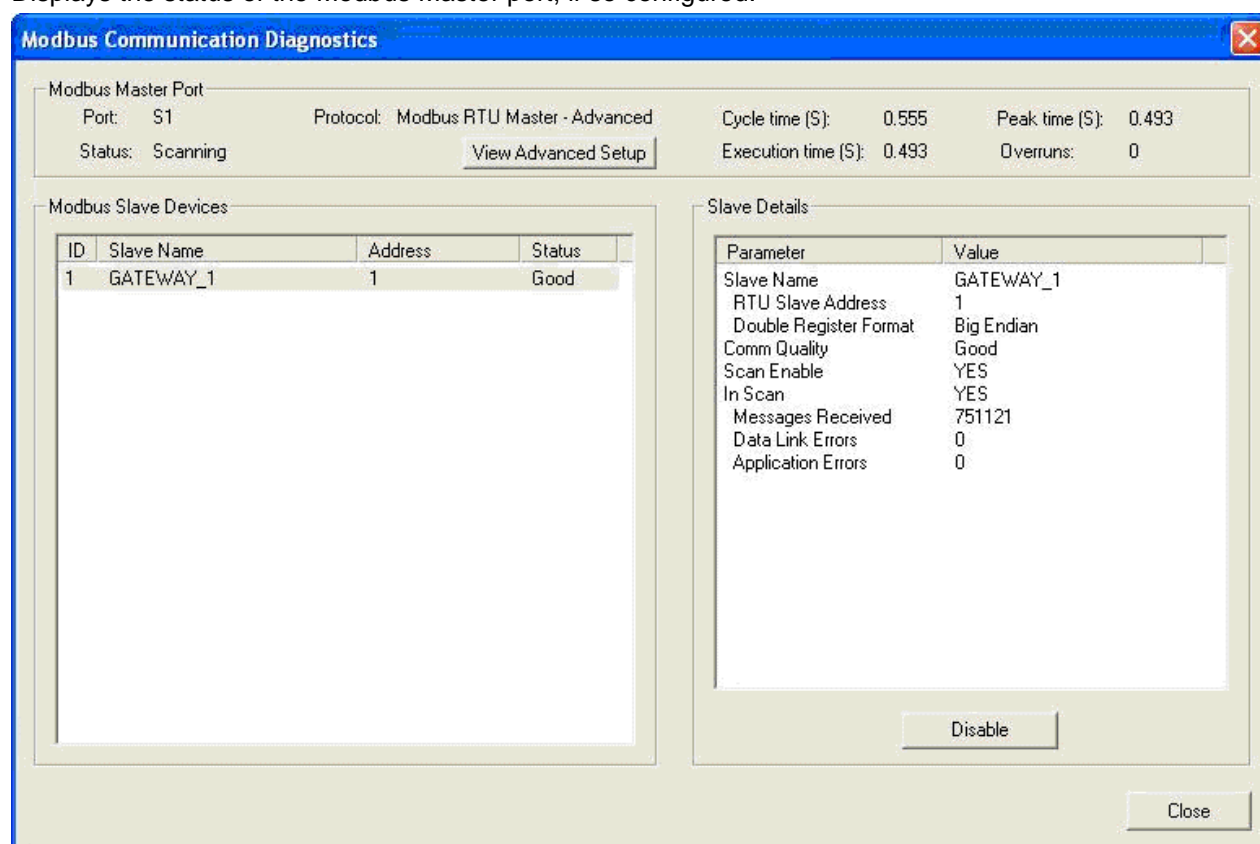 Displays the status of the Modbus Master port, if so configured.
Modbus Communication Diagnostics
Modbus Master Port
Port: S1 Protocol: Modbus RTU Master - Advanced Cycle time (S): 0.555 Peak time (S): 0.493
Status: Scanning View Advanced Setup Execution time (S): 0.493 Overruns: 0
Modbus Slave Devices
ID Slave Name Address Status
1 GATEWAY_1 1 Good
Slave Details
Parameter Value
Slave Name GATEWAY_1
RTU Slave Address 1
Double Register Format Big Endian
Comm Quality Good
Scan Enable YES
In Scan YES
Messages Received 751121
Data Link Errors 0
Application Errors 0
Disable
Close